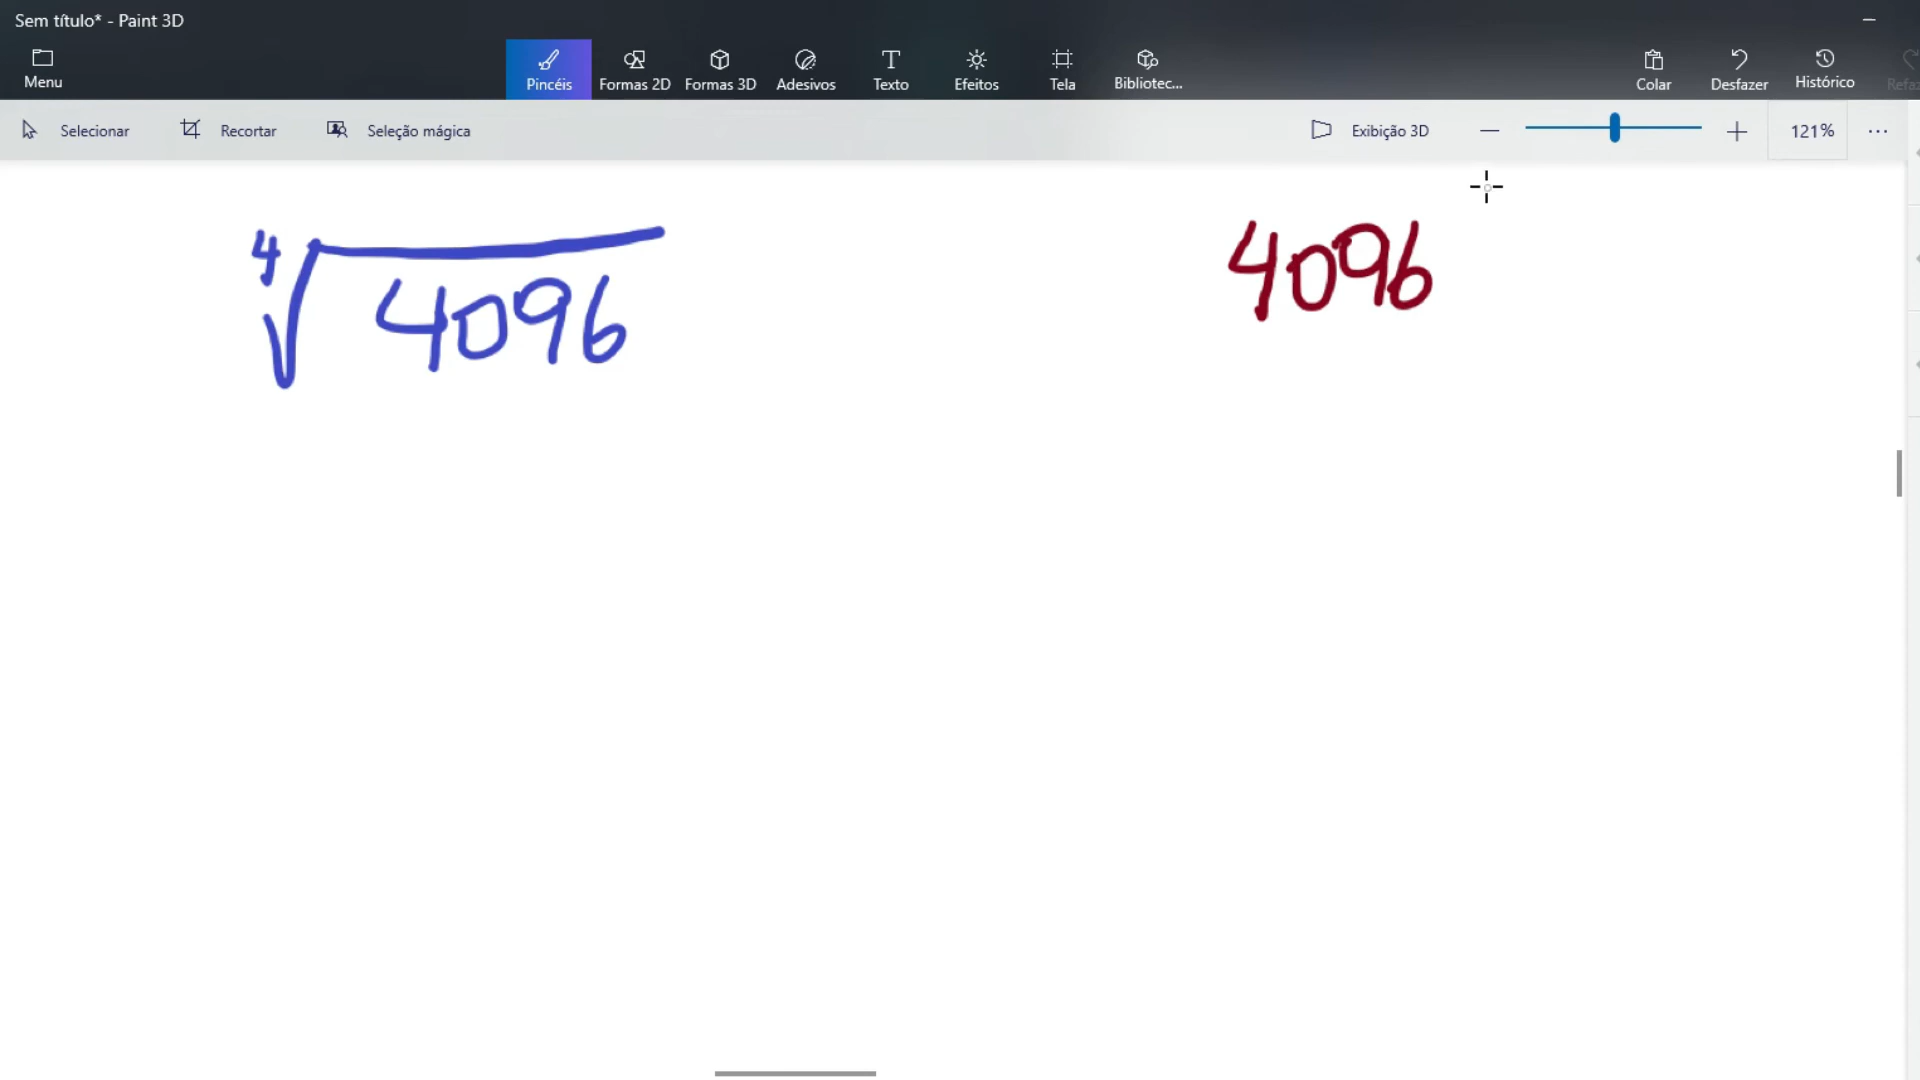 Sem título* - Paint 3D
Menu
Pincéis
Formas 2D
Formas 3D
Adesivos
Texto
Efeitos
Tela
Bibliotec...
Colar
Desfazer
Histórico
Refaz
Selecionar
Recortar
Seleção mágica
Exibição 3D
121%
4√4096
4096